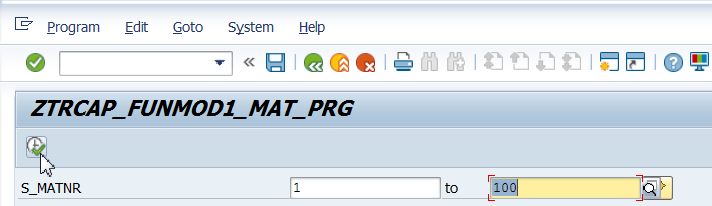 Program Edit Goto System Help
ZTRCAP_FUNMOD1_MAT_PRG
S_MATNR 1 to 100